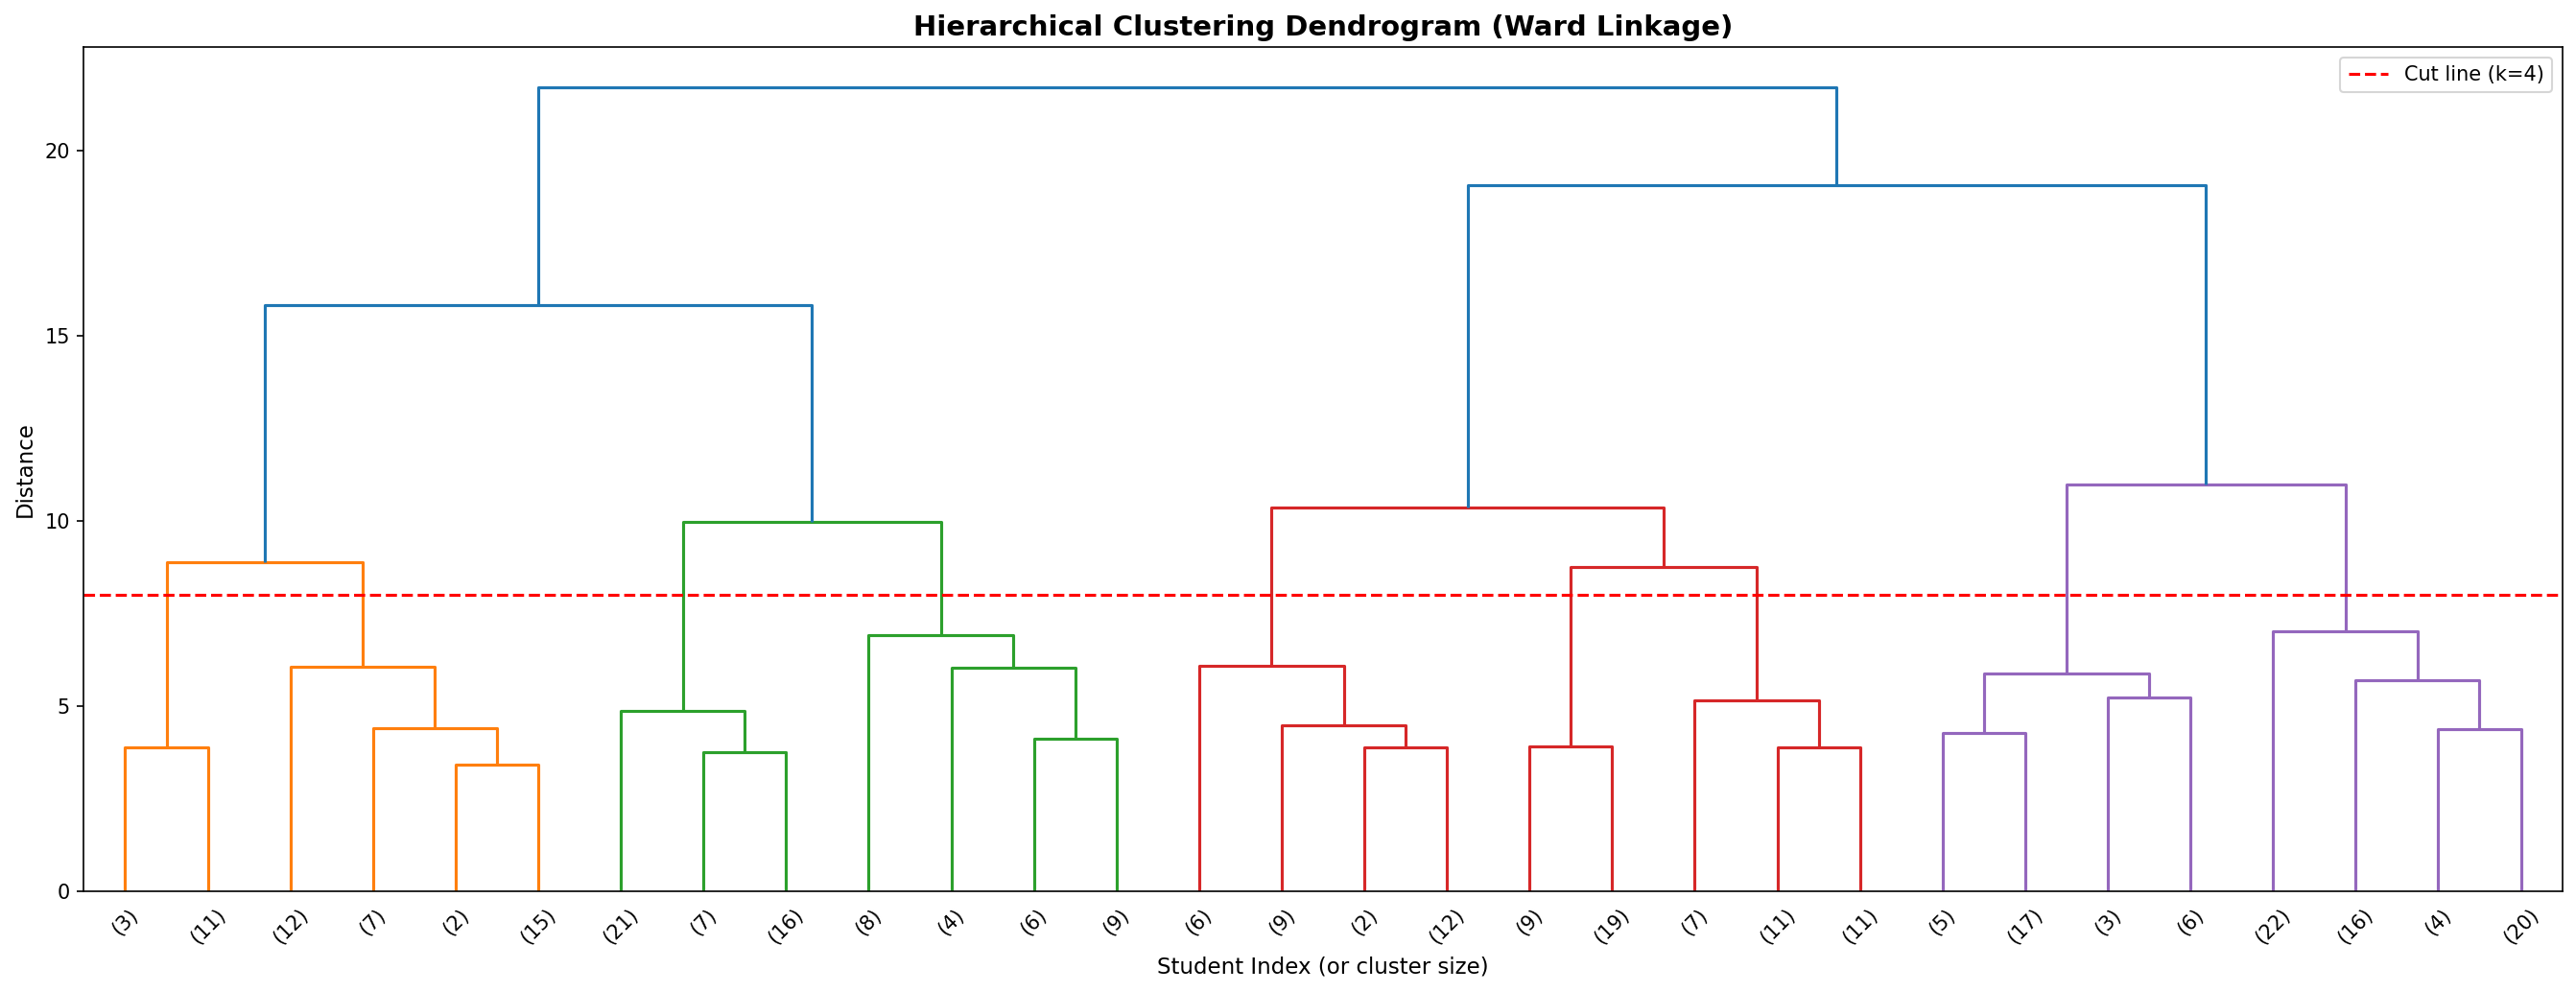 Hierarchical Clustering Dendrogram (Ward Linkage)
Cut line (k=4)
20
15
10
5
0
Distance
(3) (11) (12) (7) (2) (15) (21) (7) (16) (8) (4) (6) (9) (6) (9) (2) (12) (9) (19) (7) (11) (11) (5) (17) (3) (6) (22) (16) (4) (20)
Student Index (or cluster size)